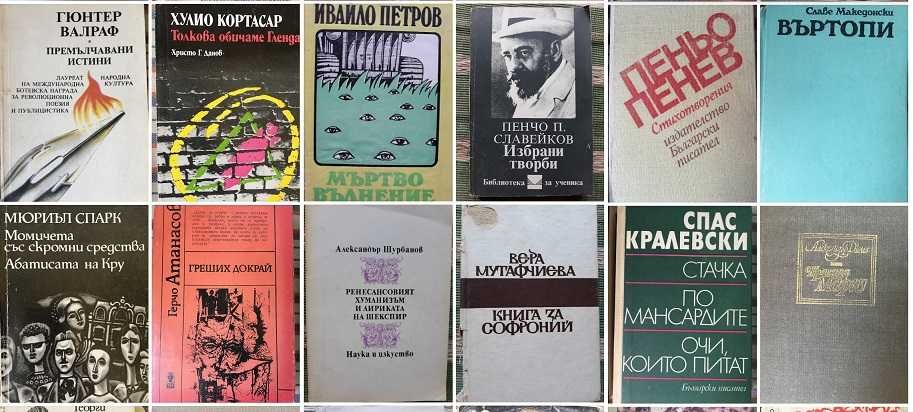 ГЮНТЕР
ВАЛРАФ
ПРЕМЪЛЧАВАНИ
ИСТИНИ
ЛАУРЕАТ
НА МЕЖДУНАРОДНА
БОТЕВСКА НАГРАДА
ЗА РЕВОЛЮЦИОННА
ПОЕЗИЯ
И ПУБЛИЦИСТИКА
НАРОДНА
КУЛТУРА
ХУЛИО КОРТАСАР
Толкова обичаме Гленда
Христо Г. Данов
ИВАЙЛО ПЕТРОВ
МЪРТВО
ВЪЛНЕНИЕ
ПЕНЧО П.
СЛАВЕЙКОВ
Избрани
творби
Библиотека за ученика
ПЕНЬО
ПЕНЕВ
Стихотворения
издателство
Български
писател
Славе Македонски
ВЪРТОПИ
МЮРИЪЛ СПАРК
Момичета
със скромни средства
Абатисата на Кру
Герчо Атанасов
ГРЕШИХ ДОКРАЙ
Александър Шурбанов
РЕНЕСАНСОВИЯТ
ХУМАНИЗЪМ
И ЛИРИКАТА
НА ШЕКСПИР
Наука и изкуство
ВЕРА
МУТАФЧИЕВА
КНИГА ЗА
СОФРОНИЙ
СПАС
КРАЛЕВСКИ
СТАЧКА
ПО
МАНСАРДИТЕ
ОЧИ,
КОИТО ПИТАТ
Български писател
Георги